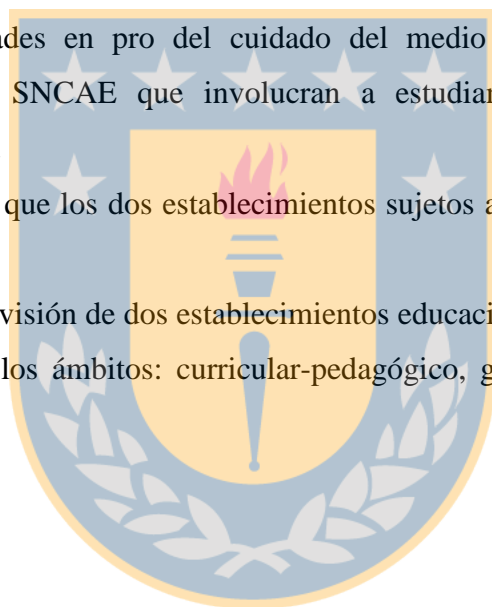 ades en pro del cuidado del medio
SNCAE que involucran a estudian
que los dos establecimientos sujetos a
visión de dos establecimientos educaci
los ámbitos: curricular-pedagógico, g